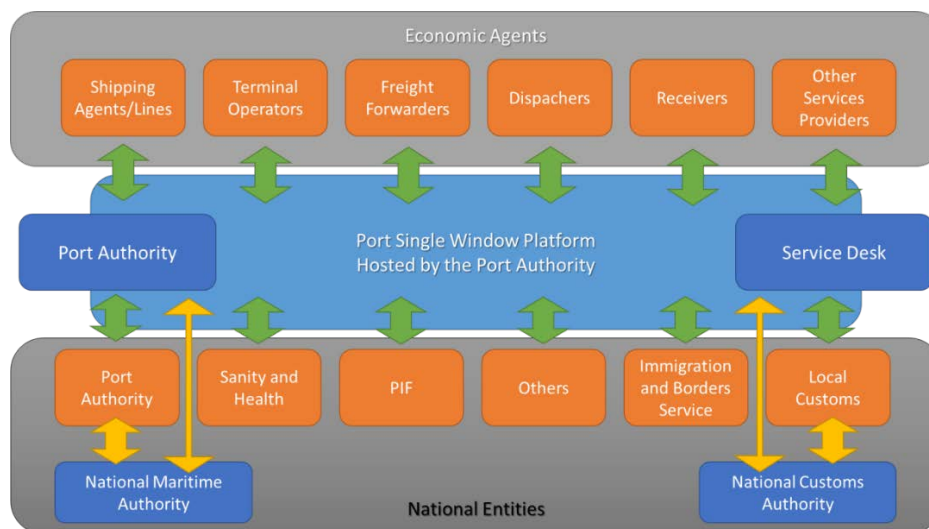 Economic Agents
Shipping
Agents/Lines
Terminal
Operators
Freight
Forwarders
Dispachers
Receivers
Other
Services
Providers
Port Authority
Port Single Window Platform
Hosted by the Port Authority
Service Desk
Port
Authority
Sanity and
Health
PIF
Others
Immigration
and Borders
Service
Local
Customs
National Maritime
Authority
National Customs
Authority
National Entities